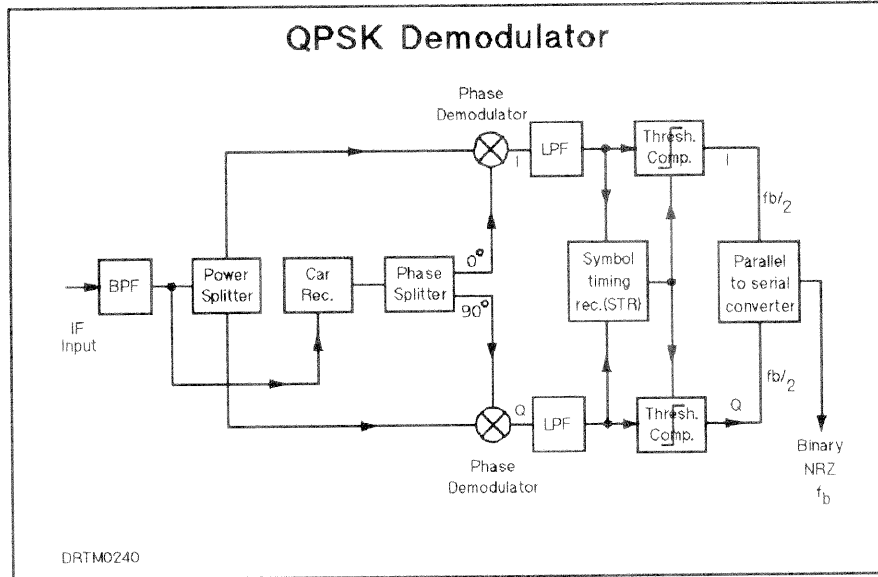 QPSK Demodulator
Phase
Demodulator
I
LPF
Thresh.
Comp.
I
fb/2
0°
BPF
Power
Splitter
Car
Rec.
Phase
Splitter
90°
Symbol
timing
rec.(STR)
Parallel
to serial
converter
IF
Input
fb/2
Q
LPF
Thresh.
Comp.
Q
Phase
Demodulator
Binary
NRZ
fb
DRTM0240